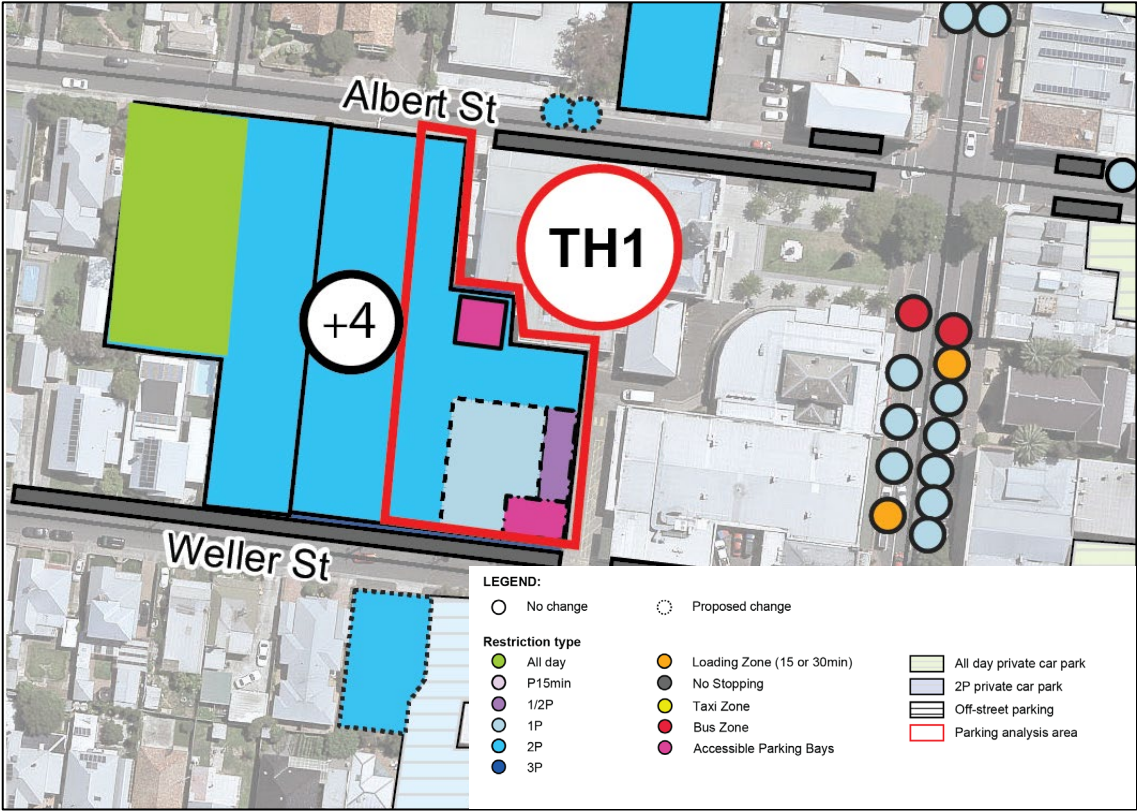 Albert St
TH1
+4
Weller St
LEGEND:
No change
Proposed change
Restriction type
All day
P15min
1/2P
1P
2P
3P
Loading Zone (15 or 30min)
No Stopping
Taxi Zone
Bus Zone
Accessible Parking Bays
All day private car park
2P private car park
Off-street parking
Parking analysis area